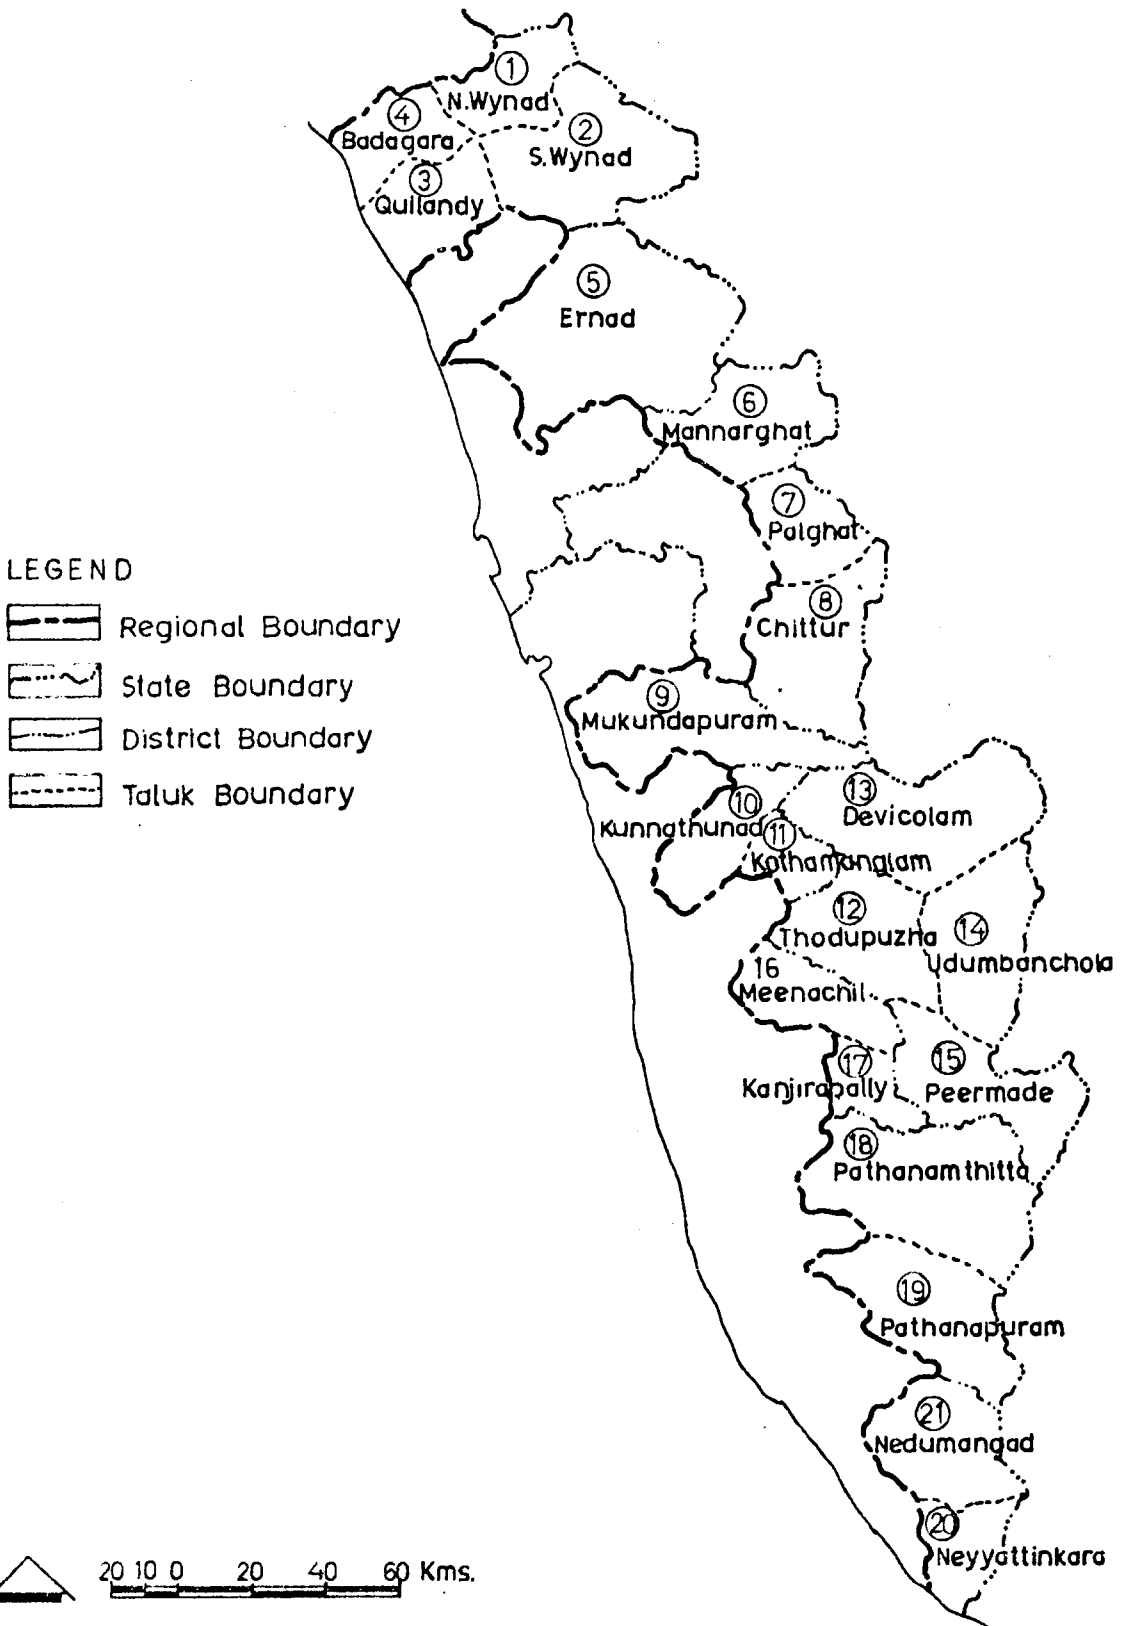 1
N.Wynad
4
Badagara
2
S.Wynad
3
Quilandy
5
Ernad
6
Mannarghat
7
Palghat
8
Chittur
9
Mukundapuram
10
Kunnathunad
11
Kothamanglam
13
Devicolam
12
Thodupuzha
14
Udumbanchola
16
Meenachil
17
Kanjirapally
15
Peermade
18
Pathanamthitta
19
Pathanapuram
21
Nedumangad
20
Neyyattinkara
LEGEND
Regional Boundary
State Boundary
District Boundary
Taluk Boundary
20 10 0 20 40 60 Kms.